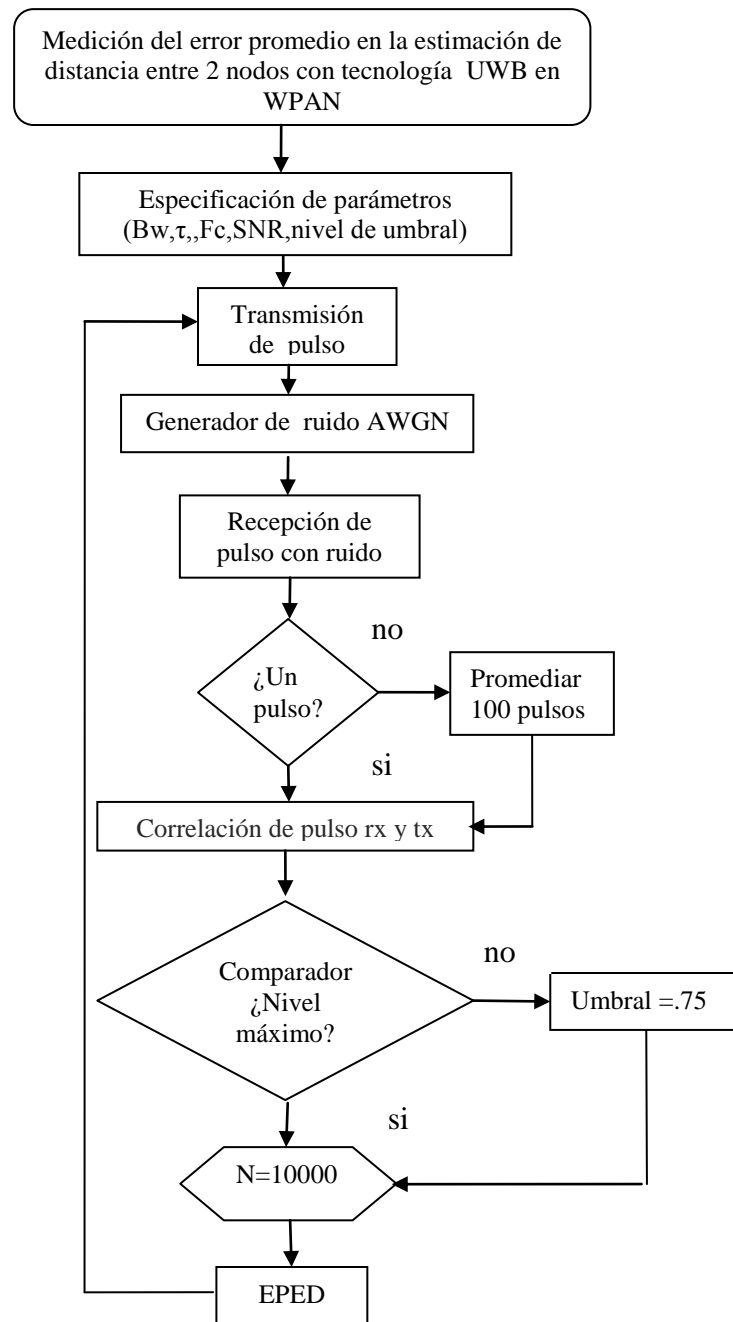 Medición del error promedio en la estimación de
distancia entre 2 nodos con tecnología UWB en
WPAN
Especificación de parámetros
(Bw,τ,,Fc,SNR,nivel de umbral)
Transmisión
de pulso
Generador de ruido AWGN
Recepción de
pulso con ruido
¿Un
pulso?
no
Promediar
100 pulsos
si
Correlación de pulso rx y tx
Comparador
¿Nivel
máximo?
no
Umbral =.75
si
N=10000
EPED